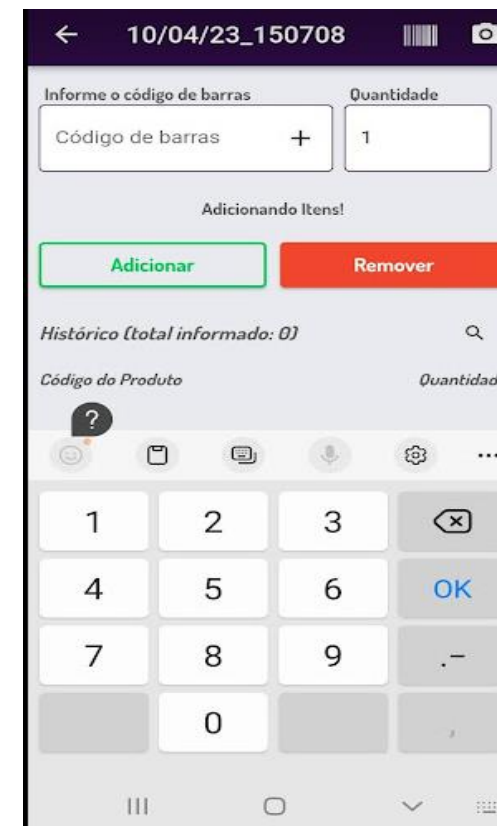 10/04/23_150708
Informe o código de barras Quantidade
Código de barras + 1
Adicionando Itens!
Adicionar Remover
Histórico (total informado: 0)
Código do Produto Quantidad
?
1 2 3
4 5 6 OK
7 8 9 .-
0 ,